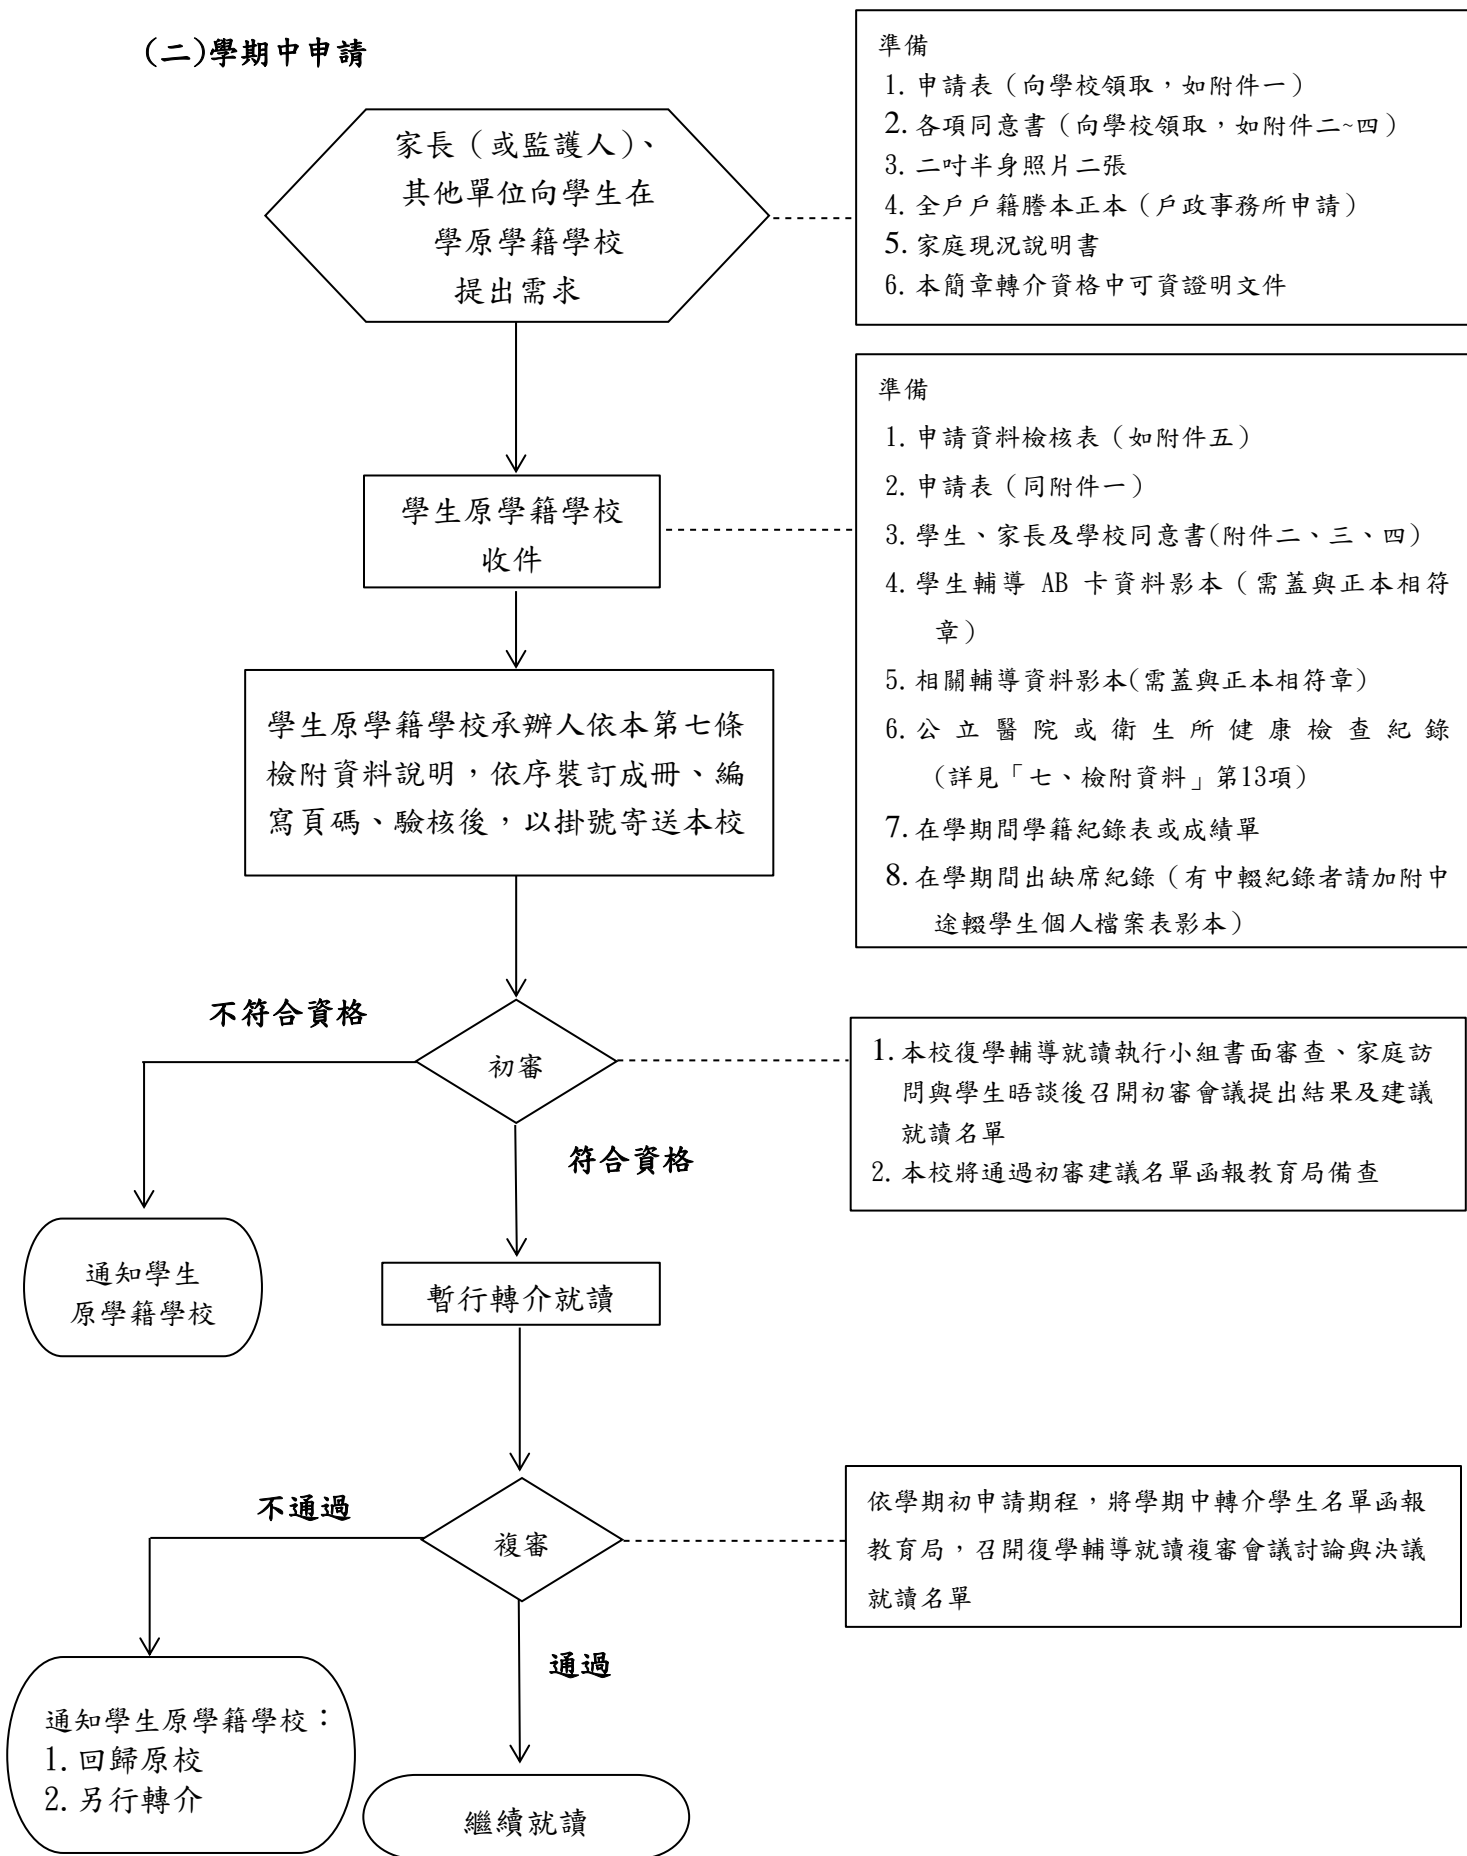 (二)學期中申請
家長（或監護人）、
其他單位向學生在
學原學籍學校
提出需求
準備
1.申請表（向學校領取，如附件一）
2.各項同意書（向學校領取，如附件二~四）
3.二吋半身照片二張
4.全戶戶籍謄本正本（戶政事務所申請）
5.家庭現況說明書
6.本簡章轉介資格中可資證明文件
學生原學籍學校
收件
準備
1.申請資料檢核表（如附件五）
2.申請表（同附件一）
3.學生、家長及學校同意書(附件二、三、四）
4.學生輔導 AB 卡資料影本（需蓋與正本相符
章）
5.相關輔導資料影本(需蓋與正本相符章）
6.公立醫院或衛生所健康檢查紀錄
(詳見「七、檢附資料」第13項）
7.在學期間學籍紀錄表或成績單
8.在學期間出缺席紀錄（有中輟紀錄者請加附中
途輟學生個人檔案表影本）
學生原學籍學校承辦人依本第七條
檢附資料說明，依序裝訂成冊、編
寫頁碼、驗核後，以掛號寄送本校
不符合資格
初審
1.本校復學輔導就讀執行小組書面審查、家庭訪
問與學生晤談後召開初審會議提出結果及建議
就讀名單
2.本校將通過初審建議名單函報教育局備查
符合資格
通知學生
原學籍學校
暫行轉介就讀
不通過
複審
依學期初申請期程，將學期中轉介學生名單函報
教育局，召開復學輔導就讀複審會議討論與決議
就讀名單
通過
通知學生原學籍學校：
1.回歸原校
2.另行轉介
繼續就讀